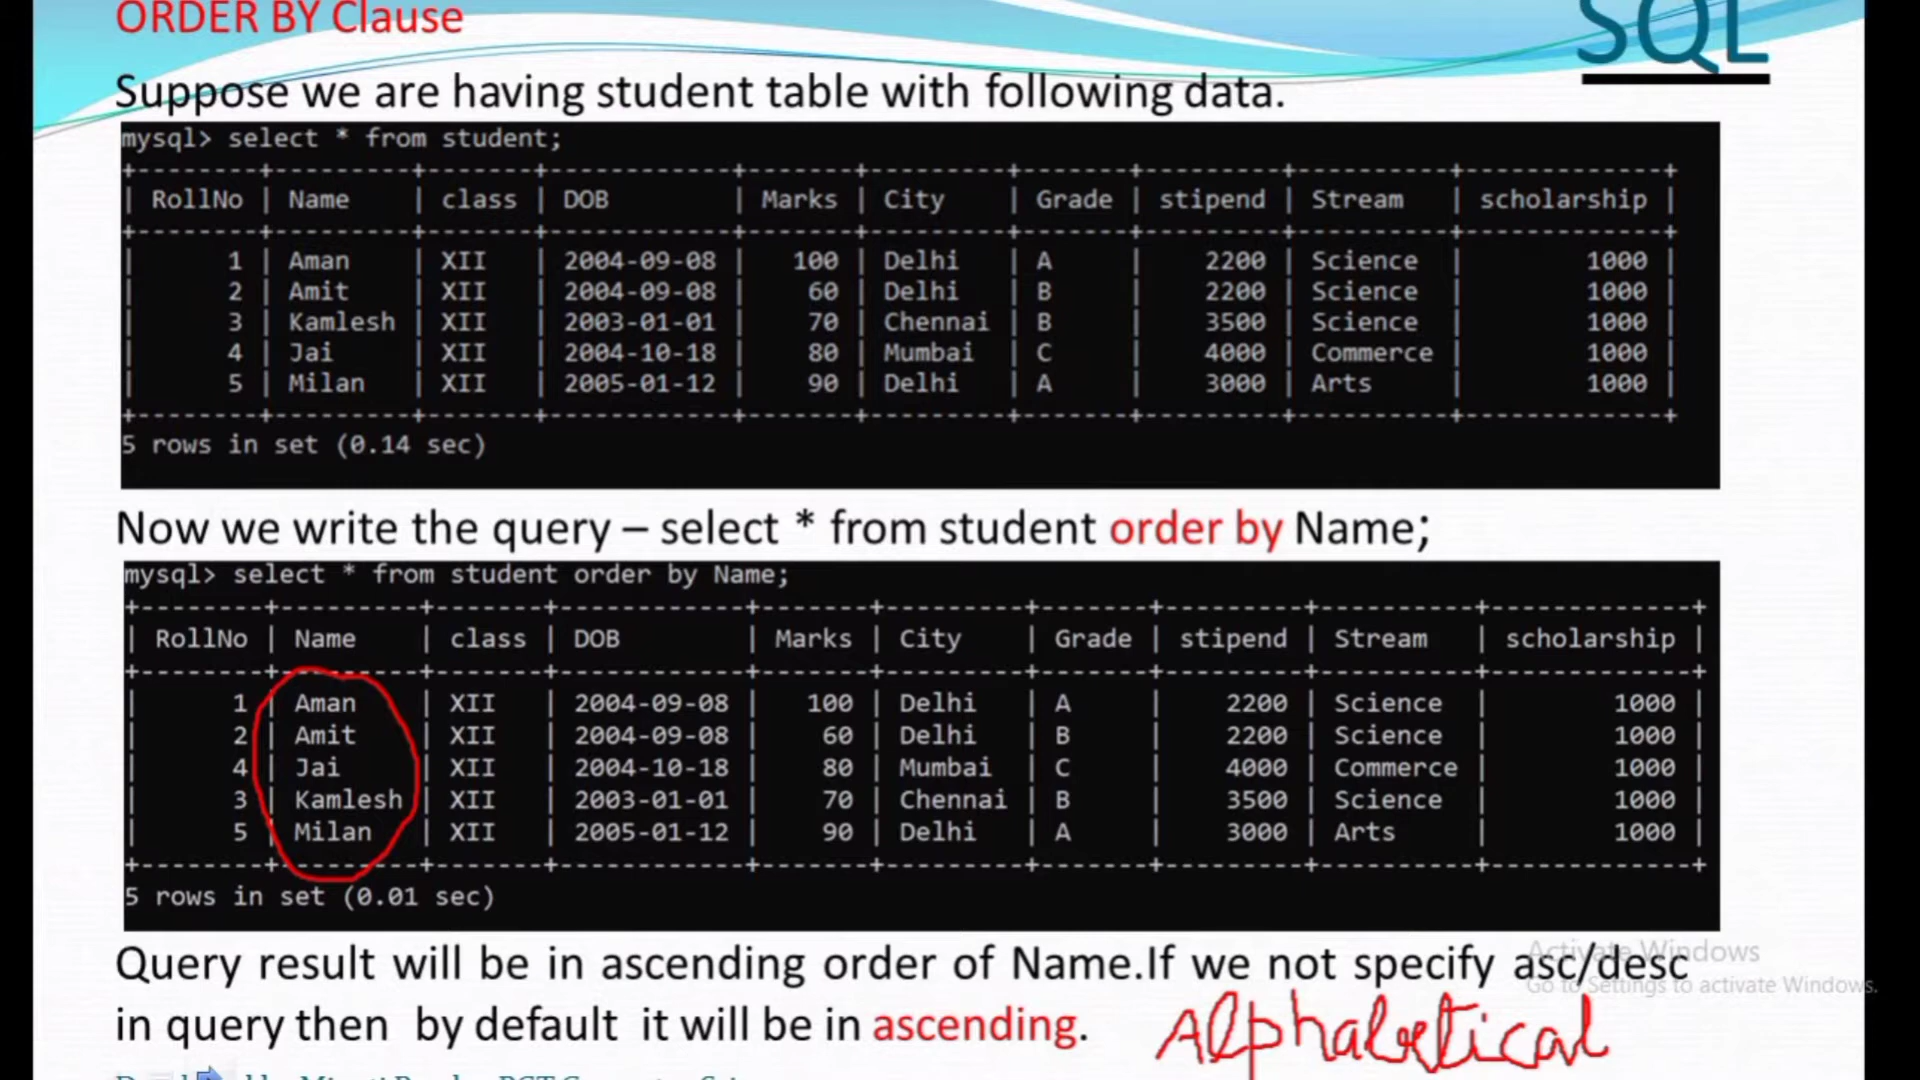 ORDER BY Clause
SQL
Suppose we are having student table with following data.
mysql> select * from student;
+--------+---------+-------+------------+-------+---------+-------+---------+----------+-------------+
| RollNo | Name    | class | DOB        | Marks | City    | Grade | stipend | Stream   | scholarship |
+--------+---------+-------+------------+-------+---------+-------+---------+----------+-------------+
|      1 | Aman    | XII   | 2004-09-08 |   100 | Delhi   | A     |    2200 | Science  |        1000 |
|      2 | Amit    | XII   | 2004-09-08 |    60 | Delhi   | B     |    2200 | Science  |        1000 |
|      3 | Kamlesh | XII   | 2003-01-01 |    70 | Chennai | B     |    3500 | Science  |        1000 |
|      4 | Jai     | XII   | 2004-10-18 |    80 | Mumbai  | C     |    4000 | Commerce |        1000 |
|      5 | Milan   | XII   | 2005-01-12 |    90 | Delhi   | A     |    3000 | Arts     |        1000 |
+--------+---------+-------+------------+-------+---------+-------+---------+----------+-------------+
5 rows in set (0.14 sec)
Now we write the query – select * from student order by Name;
mysql> select * from student order by Name;
+--------+---------+-------+------------+-------+---------+-------+---------+----------+-------------+
| RollNo | Name    | class | DOB        | Marks | City    | Grade | stipend | Stream   | scholarship |
+--------+---------+-------+------------+-------+---------+-------+---------+----------+-------------+
|      1 | Aman    | XII   | 2004-09-08 |   100 | Delhi   | A     |    2200 | Science  |        1000 |
|      2 | Amit    | XII   | 2004-09-08 |    60 | Delhi   | B     |    2200 | Science  |        1000 |
|      4 | Jai     | XII   | 2004-10-18 |    80 | Mumbai  | C     |    4000 | Commerce |        1000 |
|      3 | Kamlesh | XII   | 2003-01-01 |    70 | Chennai | B     |    3500 | Science  |        1000 |
|      5 | Milan   | XII   | 2005-01-12 |    90 | Delhi   | A     |    3000 | Arts     |        1000 |
+--------+---------+-------+------------+-------+---------+-------+---------+----------+-------------+
5 rows in set (0.01 sec)
Query result will be in ascending order of Name.If we not specify asc/desc
in query then by default it will be in ascending.
Alphabetical
Activate Windows
Go to Settings to activate Windows.